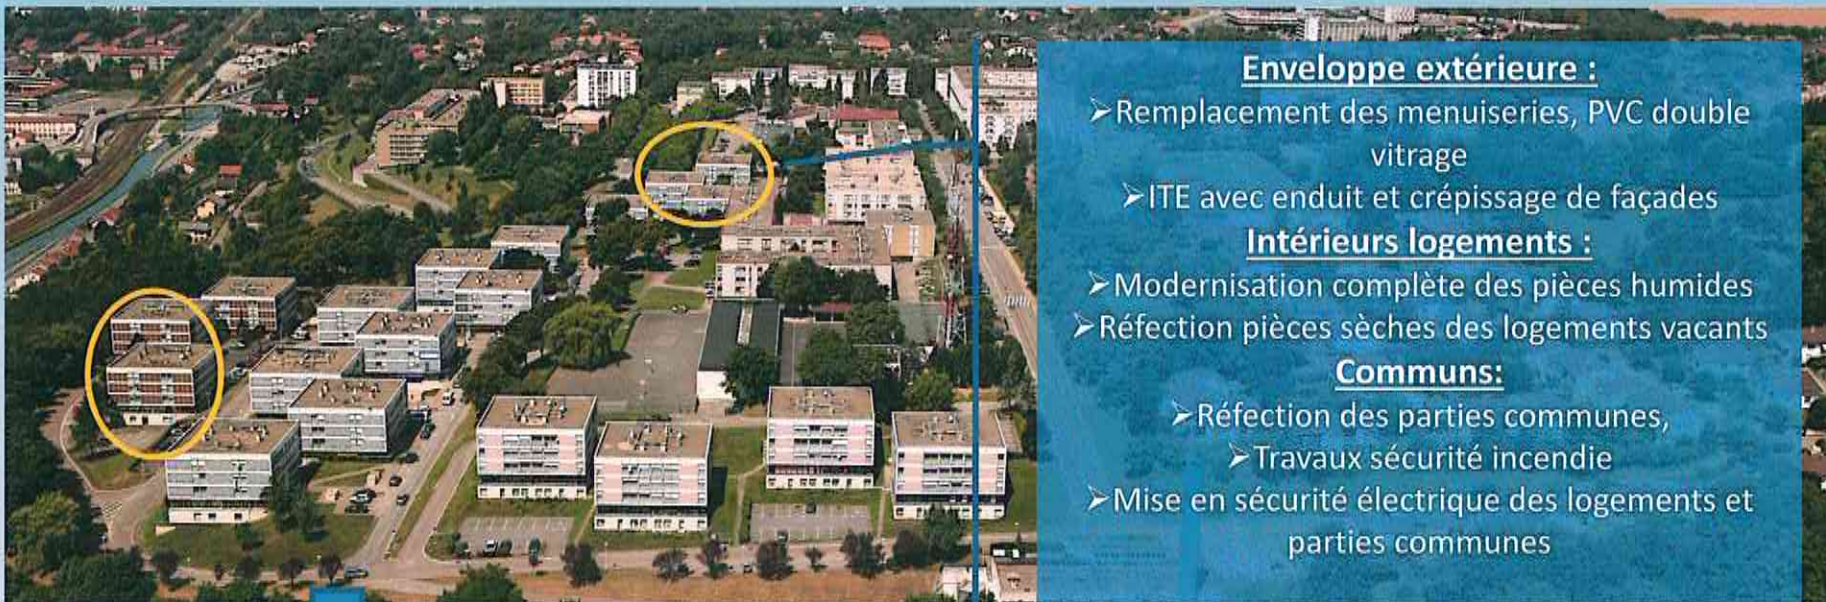 Enveloppe extérieure :
➢Remplacement des menuiseries, PVC double
vitrage
➢ITE avec enduit et crépissage de façades
Intérieurs logements :
➢Modernisation complète des pièces humides
➢Réfection pièces sèches des logements vacants
Communs:
➢Réfection des parties communes,
➢Travaux sécurité incendie
➢Mise en sécurité électrique des logements et
parties communes